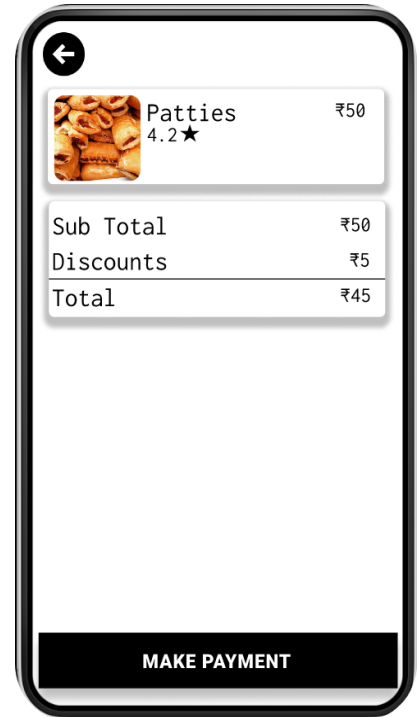 Patties ₹50
4.2★
Sub Total ₹50
Discounts ₹5
Total ₹45
MAKE PAYMENT